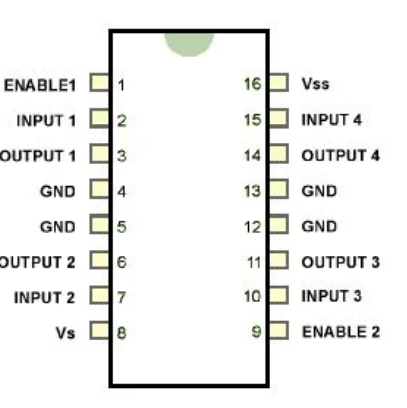 ENABLE1 1 16 Vss
INPUT 1 2 15 INPUT 4
OUTPUT 1 3 14 OUTPUT 4
GND 4 13 GND
GND 5 12 GND
OUTPUT 2 6 11 OUTPUT 3
INPUT 2 7 10 INPUT 3
Vs 8 9 ENABLE 2